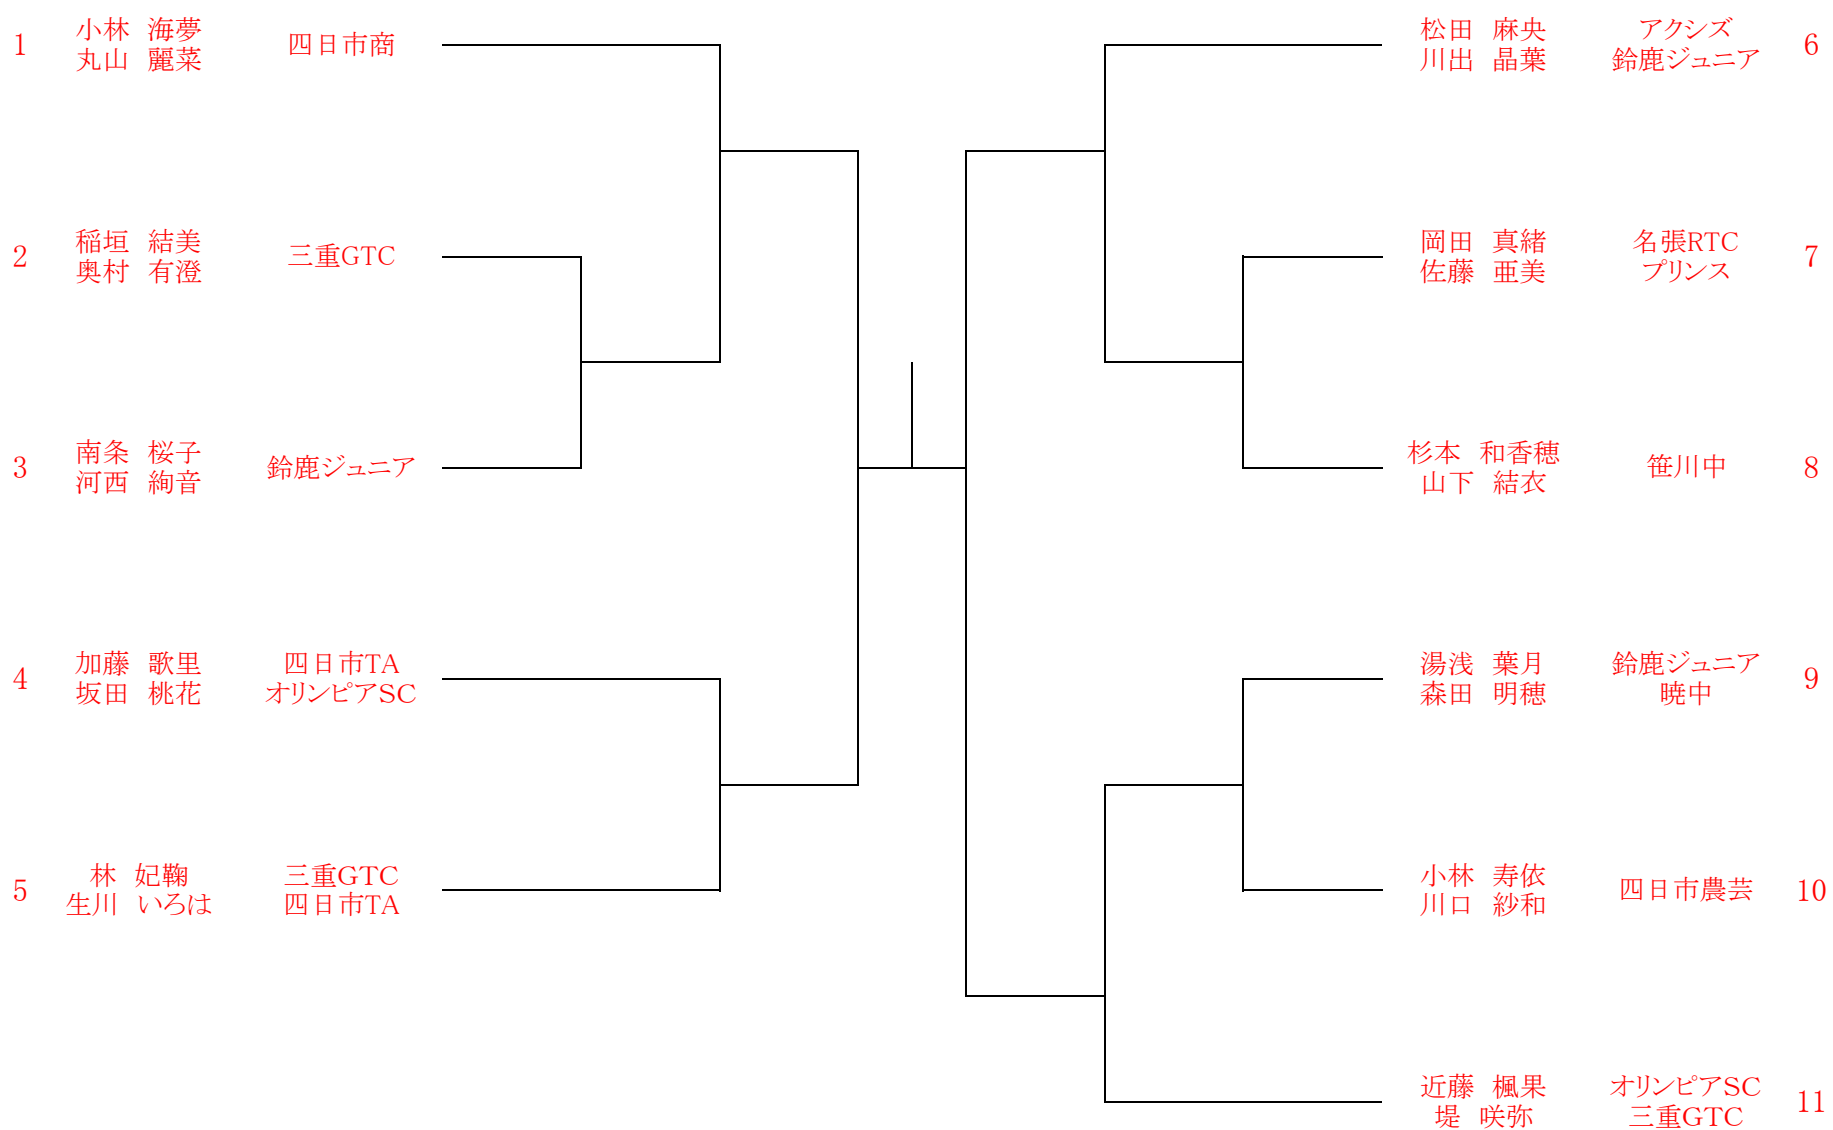 1 小林 海夢 四日市商
丸山 麗菜
2 稲垣 結美 三重GTC
奥村 有澄
3 南条 桜子 鈴鹿ジュニア
河西 絢音
4 加藤 歌里 四日市TA
坂田 桃花 オリンピアSC
5 林 妃鞠 三重GTC
生川 いろは 四日市TA
松田 麻央 アクシズ 6
川出 晶葉 鈴鹿ジュニア
岡田 真緒 名張RTC 7
佐藤 亜美 プリンス
杉本 和香穂 笹川中 8
山下 結衣
湯浅 葉月 鈴鹿ジュニア 9
森田 明穂 暁中
小林 寿依 四日市農芸 10
川口 紗和
近藤 楓果 オリンピアSC 11
堤 咲弥 三重GTC